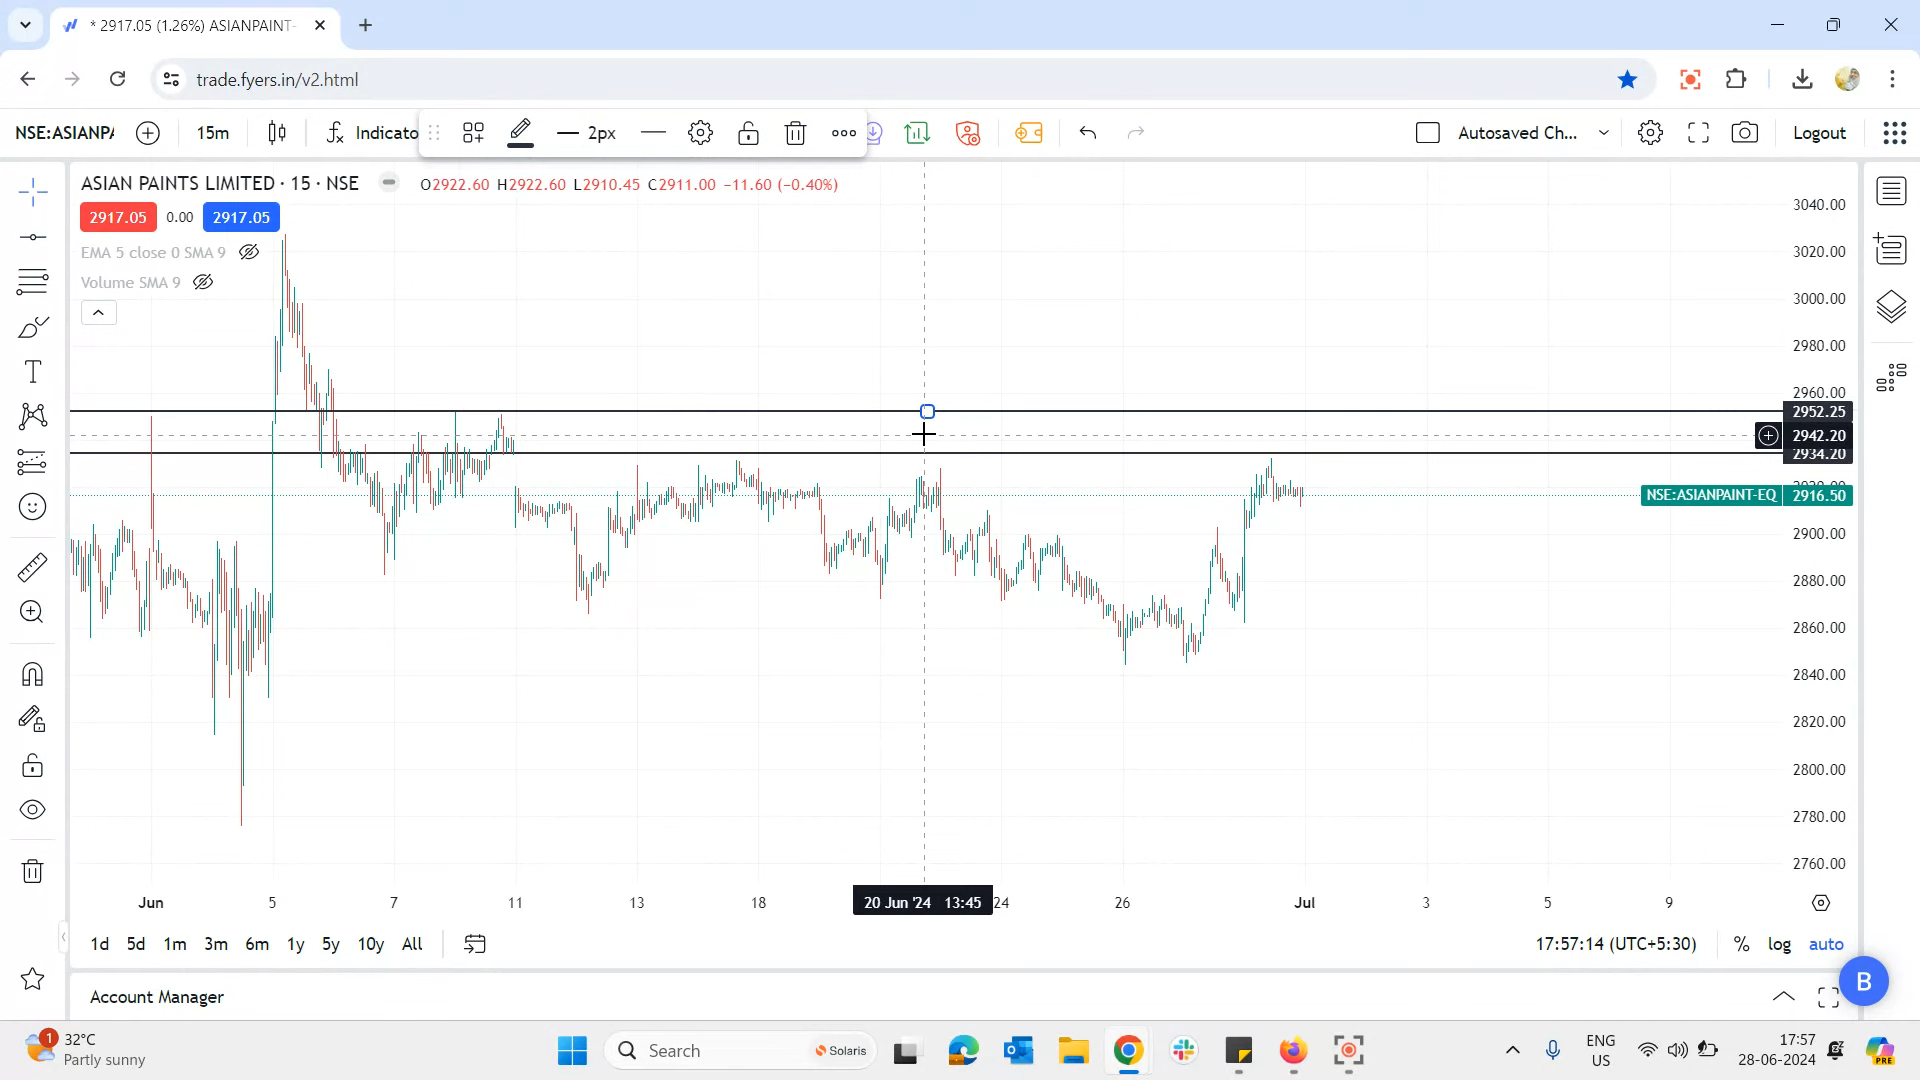 * 2917.05 (1.26%) ASIANPAINT-
trade.fyers.in/v2.html
NSE:ASIANPA 15m Indicato 2px Autosaved Ch... Logout
ASIAN PAINTS LIMITED · 15 · NSE O2922.60 H2922.60 L2910.45 C2911.00 −11.60 (−0.40%)
2917.05 0.00 2917.05
EMA 5 close 0 SMA 9
Volume SMA 9
3040.00
3020.00
3000.00
2980.00
2960.00
2952.25
2942.20
2934.20
NSE:ASIANPAINT-EQ 2916.50
2900.00
2880.00
2860.00
2840.00
2820.00
2800.00
2780.00
2760.00
Jun 5 7 11 13 18 20 Jun '24 13:45 24 26 Jul 3 5 9
1d 5d 1m 3m 6m 1y 5y 10y All 17:57:14 (UTC+5:30) % log auto
B
Account Manager
1 32°C
Partly sunny
Search Solaris
ENG
US
17:57
28-06-2024
PRE